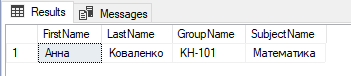 Results Messages
FirstName LastName GroupName SubjectName
1 Анна Коваленко КН-101 Математика